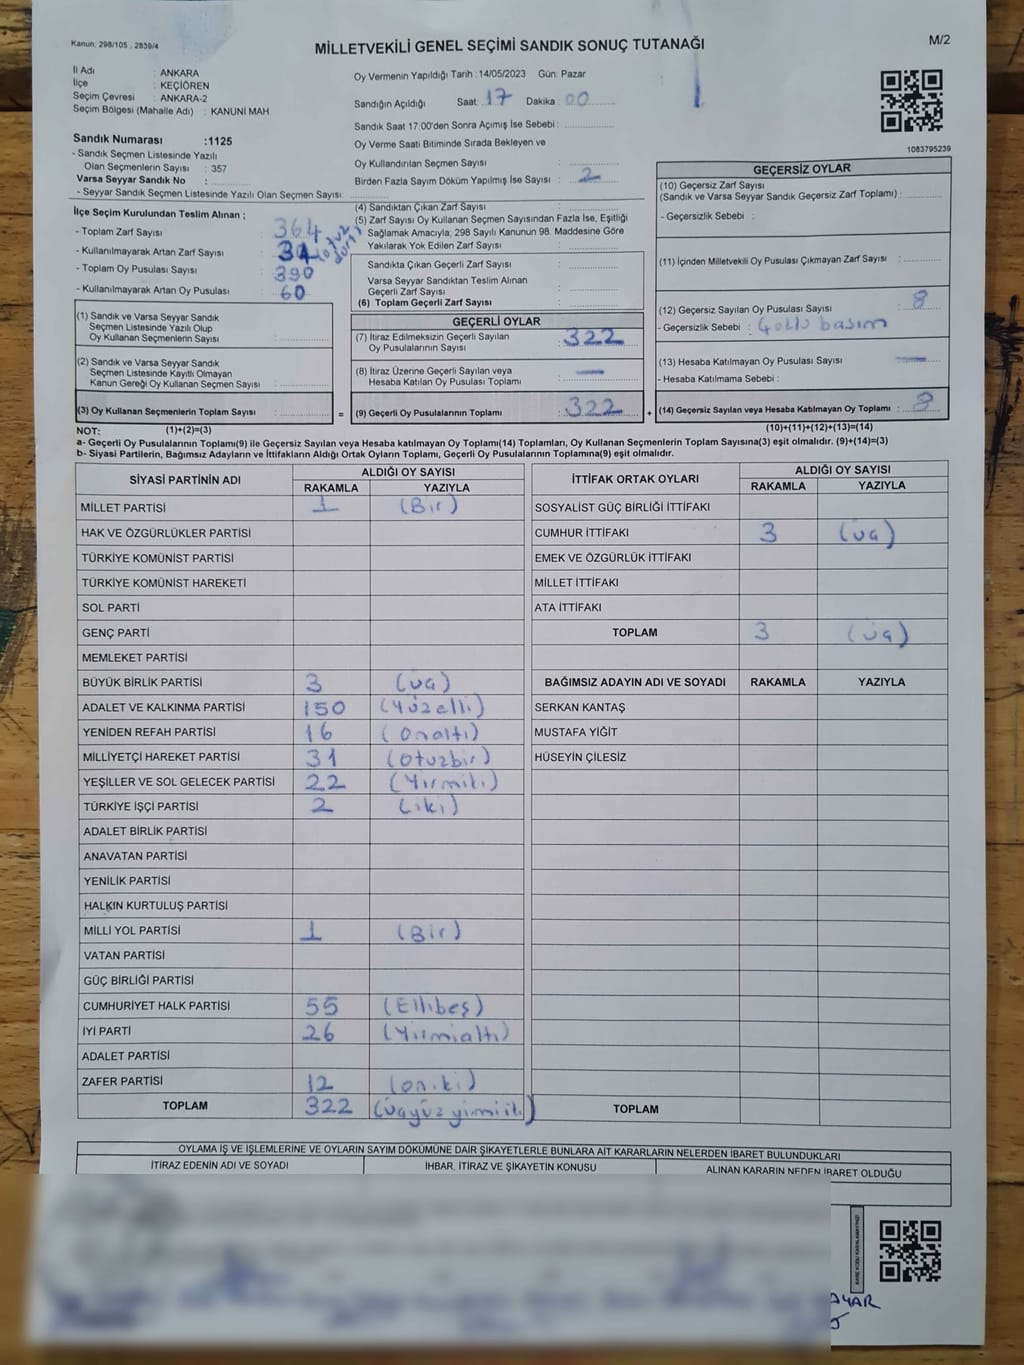 Kanun: 298/105, 2839/4
MİLLETVEKİLİ GENEL SEÇİMİ SANDIK SONUÇ TUTANAĞI
M/2
İl Adı : ANKARA
İlçe : KEÇİÖREN
Seçim Çevresi : ANKARA-2
Seçim Bölgesi (Mahalle Adı) : KANUNİ MAH
Sandık Numarası :1125
- Sandık Seçmen Listesinde Yazılı
Olan Seçmenlerin Sayısı : 357
Varsa Seyyar Sandık No :
- Seyyar Sandık Seçmen Listesinde Yazılı Olan Seçmen Sayısı:
Oy Vermenin Yapıldığı Tarih : 14/05/2023 Gün: Pazar
Sandığın Açıldığı Saat: 17 Dakika : 00
Sandık Saat 17:00'den Sonra Açımış İse Sebebi :
Oy Verme Saati Bitiminde Sırada Bekleyen ve
Oy Kullandırılan Seçmen Sayısı :
Birden Fazla Sayım Döküm Yapılmış İse Sayısı : 2
1083795239
İlçe Seçim Kurulundan Teslim Alınan ;
- Toplam Zarf Sayısı : 364
- Kullanılmayarak Artan Zarf Sayısı : 34 (otuz dört)
- Toplam Oy Pusulası Sayısı : 390
- Kullanılmayarak Artan Oy Pusulası : 60
(1) Sandık ve Varsa Seyyar Sandık
Seçmen Listesinde Yazılı Olup
Oy Kullanan Seçmenlerin Sayısı :
(2) Sandık ve Varsa Seyyar Sandık
Seçmen Listesinde Kayıtlı Olmayan
Kanun Gereği Oy Kullanan Seçmen Sayısı :
(3) Oy Kullanan Seçmenlerin Toplam Sayısı :
(4) Sandıktan Çıkan Zarf Sayısı :
(5) Zarf Sayısı Oy Kullanan Seçmen Sayısından Fazla İse, Eşitliği
Sağlamak Amacıyla; 298 Sayılı Kanunun 98. Maddesine Göre
Yakılarak Yok Edilen Zarf Sayısı :
Sandıkta Çıkan Geçerli Zarf Sayısı :
Varsa Seyyar Sandıktan Teslim Alınan
Geçerli Zarf Sayısı :
(6) Toplam Geçerli Zarf Sayısı :
GEÇERLİ OYLAR
(7) İtiraz Edilmeksizin Geçerli Sayılan
Oy Pusulalarının Sayısı : 322
(8) İtiraz Üzerine Geçerli Sayılan veya
Hesaba Katılan Oy Pusulası Toplamı : —
= (9) Geçerli Oy Pusulalarının Toplamı : 322 +
GEÇERSİZ OYLAR
(10) Geçersiz Zarf Sayısı
(Sandık ve Varsa Seyyar Sandık Geçersiz Zarf Toplamı) :
- Geçersizlik Sebebi :
(11) İçinden Milletvekili Oy Pusulası Çıkmayan Zarf Sayısı :
(12) Geçersiz Sayılan Oy Pusulası Sayısı : 8
- Geçersizlik Sebebi : Çoklu basım
(13) Hesaba Katılmayan Oy Pusulası Sayısı : —
- Hesaba Katılmama Sebebi :
(14) Geçersiz Sayılan veya Hesaba Katılmayan Oy Toplamı : 8
NOT: (1)+(2)=(3) (10)+(11)+(12)+(13)=(14)
a- Geçerli Oy Pusulalarının Toplamı(9) ile Geçersiz Sayılan veya Hesaba katılmayan Oy Toplamı(14) Toplamları, Oy Kullanan Seçmenlerin Toplam Sayısına(3) eşit olmalıdır. (9)+(14)=(3)
b- Siyasi Partilerin, Bağımsız Adayların ve İttifakların Aldığı Ortak Oyların Toplamı, Geçerli Oy Pusulalarının Toplamına(9) eşit olmalıdır.
SİYASİ PARTİNİN ADI ALDIĞI OY SAYISI
RAKAMLA YAZIYLA
MİLLET PARTİSİ 1 (Bir)
HAK VE ÖZGÜRLÜKLER PARTİSİ
TÜRKİYE KOMÜNİST PARTİSİ
TÜRKİYE KOMÜNİST HAREKETİ
SOL PARTİ
GENÇ PARTİ
MEMLEKET PARTİSİ
BÜYÜK BİRLİK PARTİSİ 3 (üç)
ADALET VE KALKINMA PARTİSİ 150 (Yüzelli)
YENİDEN REFAH PARTİSİ 16 (onaltı)
MİLLİYETÇİ HAREKET PARTİSİ 31 (otuzbir)
YEŞİLLER VE SOL GELECEK PARTİSİ 22 (Yirmiki)
TÜRKİYE İŞÇİ PARTİSİ 2 (iki)
ADALET BİRLİK PARTİSİ
ANAVATAN PARTİSİ
YENİLİK PARTİSİ
HALKIN KURTULUŞ PARTİSİ
MİLLİ YOL PARTİSİ 1 (Bir)
VATAN PARTİSİ
GÜÇ BİRLİĞİ PARTİSİ
CUMHURİYET HALK PARTİSİ 55 (Ellibeş)
İYİ PARTİ 26 (Yirmialtı)
ADALET PARTİSİ
ZAFER PARTİSİ 12 (oniki)
TOPLAM 322
İTTİFAK ORTAK OYLARI ALDIĞI OY SAYISI
RAKAMLA YAZIYLA
SOSYALİST GÜÇ BİRLİĞİ İTTİFAKI
CUMHUR İTTİFAKI 3 (üç)
EMEK VE ÖZGÜRLÜK İTTİFAKI
MİLLET İTTİFAKI
ATA İTTİFAKI
TOPLAM 3 (üç)
BAĞIMSIZ ADAYIN ADI VE SOYADI RAKAMLA YAZIYLA
SERKAN KANTAŞ
MUSTAFA YİĞİT
HÜSEYİN ÇİLESİZ
TOPLAM
OYLAMA İŞ VE İŞLEMLERİNE VE OYLARIN SAYIM DÖKÜMÜNE DAİR ŞİKAYETLERLE BUNLARA AİT KARARLARIN NELERDEN İBARET BULUNDUKLARI
İTİRAZ EDENİN ADI VE SOYADI İHBAR, İTİRAZ VE ŞİKAYETİN KONUSU ALINAN KARARIN NEDEN İBARET OLDUĞU